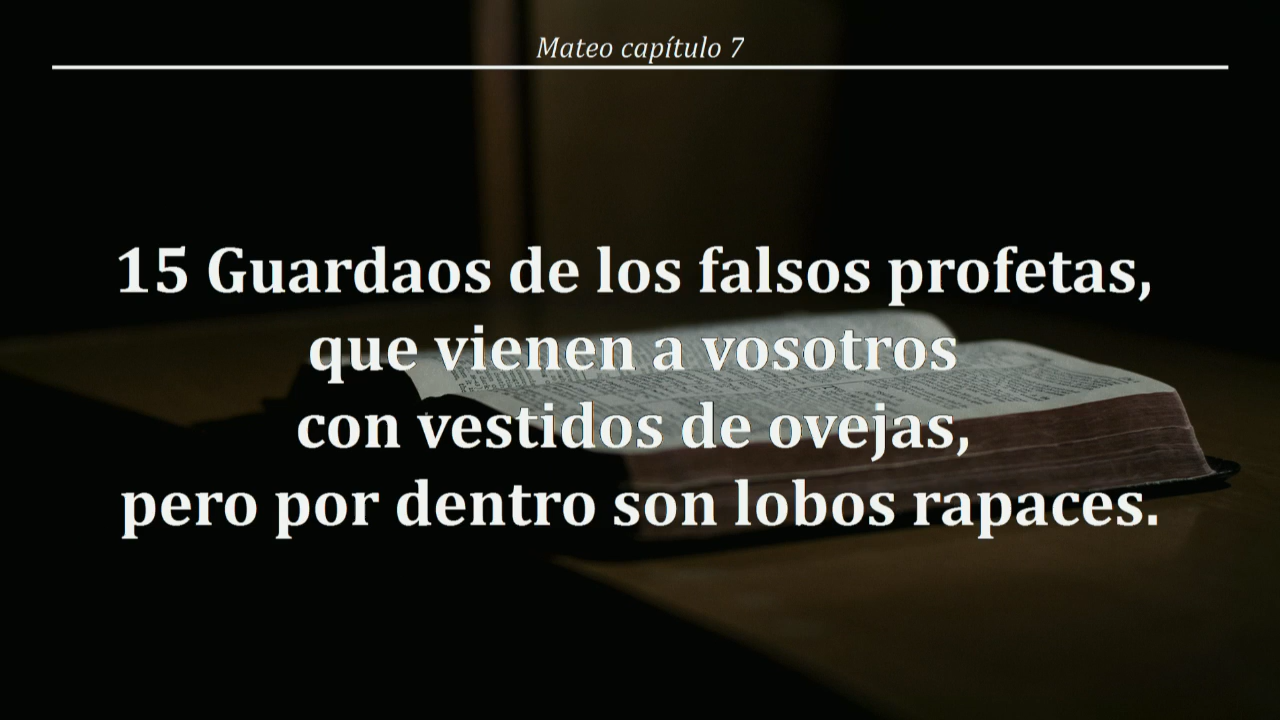 Mateo capítulo 7
15 Guardaos de los falsos profetas,
que vienen a vosotros
con vestidos de ovejas,
pero por dentro son lobos rapaces.